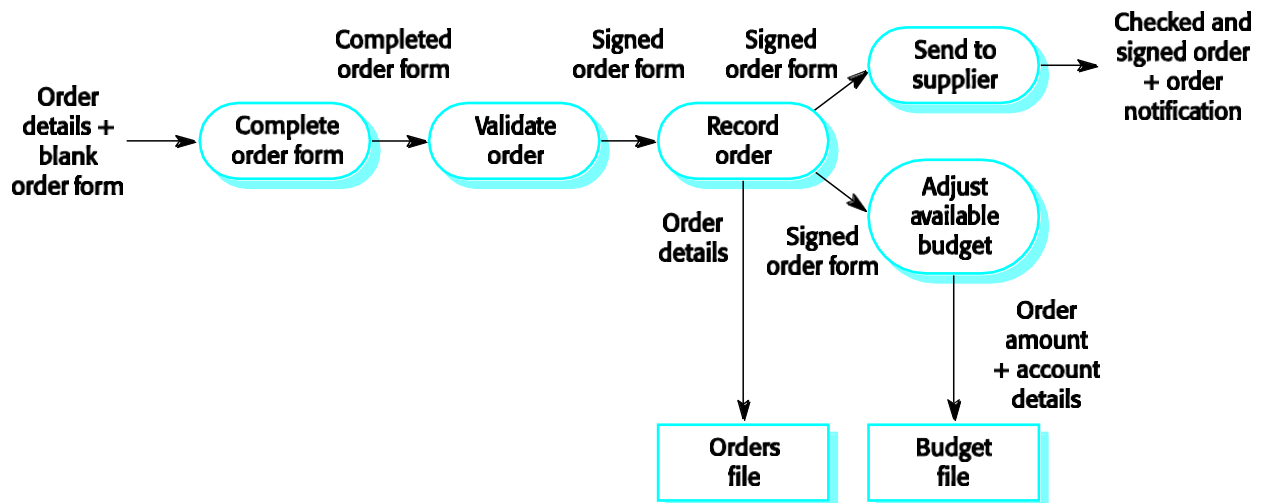 Order
details +
blank
order form
Complete
order form
Completed
order form
Validate
order
Signed
order form
Record
order
Signed
order form
Send to
supplier
Checked and
signed order
+ order
notification
Order
details
Signed
order form
Adjust
available
budget
Order
amount
+ account
details
Orders
file
Budget
file